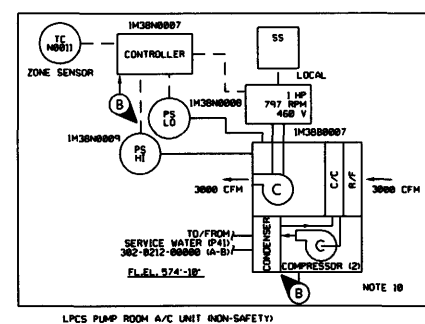 1M38N0007
TC
N0011
CONTROLLER
SS
ZONE SENSOR
LOCAL
1 HP
797 RPM
460 V
B
PS
LO
1M38N0008
1M38N0009
PS
HI
1M38B0007
C/C
R/F
3000 CFM
C
3000 CFM
TO/FROM
SERVICE WATER (P41)
302-0212-00000 (A-B)
CONDENSER
C
COMPRESSOR (2)
FL.EL. 574'-10"
B
NOTE 10
LPCS PUMP ROOM A/C UNIT (NON-SAFETY)